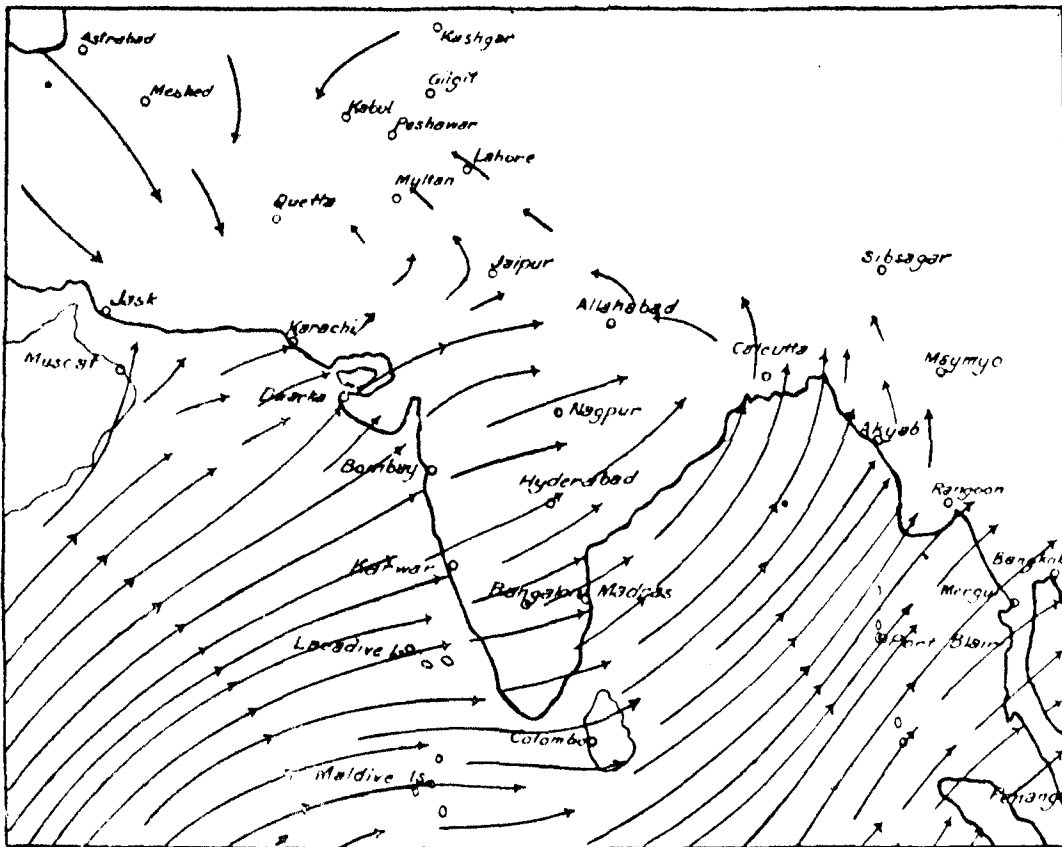 Astrabad
Kashgar
Meshed
Gilgit
Kabul
Peshawar
Lahore
Multan
Quetta
Jaipur
Sibsagar
Jask
Allahabad
Karachi
Muscat
Calcutta
Maymyo
Dwarka
Nagpur
Akyab
Bombay
Hyderabad
Rangoon
Karwar
Bangkok
Bangalore
Madras
Mergui
Laccadive Is
Port Blair
Colombo
Maldive Is
Penang